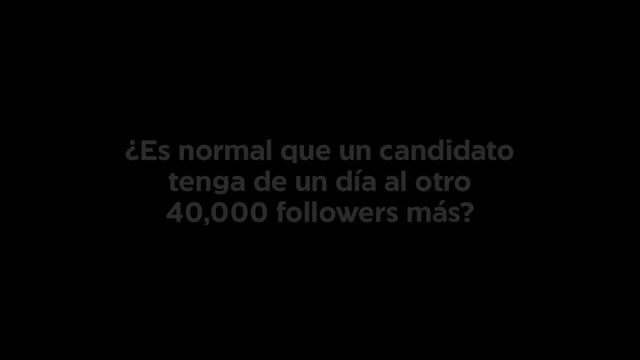 ¿Es normal que un candidato
tenga de un día al otro
40,000 followers más?